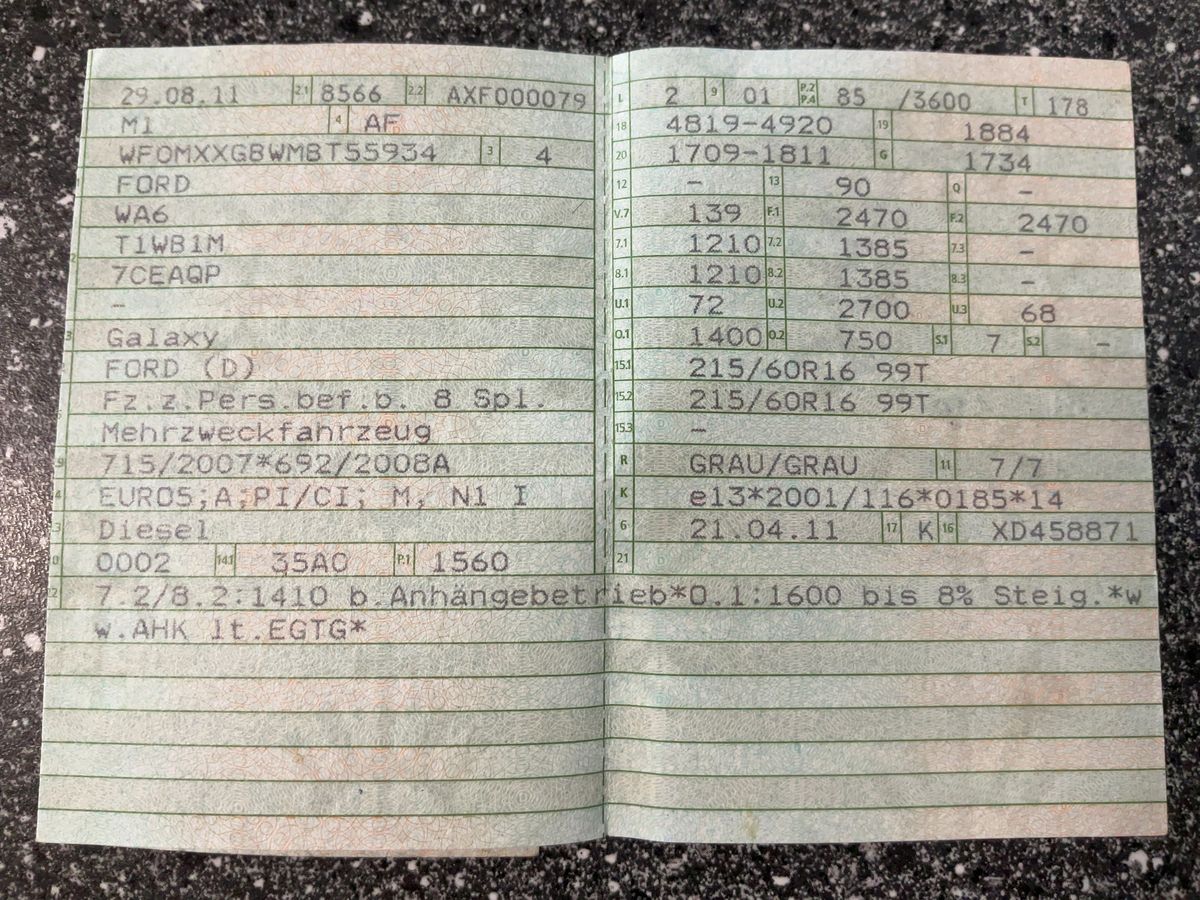 29.08.11 2.1 8566 2.2 AXF000079
M1 4 AF
WF0MXXGBWMBT55934 3 4
FORD
WA6
T1WB1M
7CEAQP
–
Galaxy
FORD (D)
Fz.z.Pers.bef.b. 8 Spl.
Mehrzweckfahrzeug
715/2007*692/2008A
EURO5;A;PI/CI; M, N1 I
Diesel
0002 14.1 35A0 P.1 1560
L 2 9 01 P.2 P.4 85 /3600 T 178
18 4819-4920 19 1884
20 1709-1811 G 1734
12 – 13 90 Q –
V.7 139 F.1 2470 F.2 2470
7.1 1210 7.2 1385 7.3 –
8.1 1210 8.2 1385 8.3 –
U.1 72 U.2 2700 U.3 68
O.1 1400 O.2 750 S.1 7 S.2 –
15.1 215/60R16 99T
15.2 215/60R16 99T
15.3 –
R GRAU/GRAU 11 7/7
K e13*2001/116*0185*14
6 21.04.11 17 K 16 XD458871
21
7.2/8.2:1410 b.Anhängebetrieb*O.1:1600 bis 8% Steig.*w
w.AHK lt.EGTG*